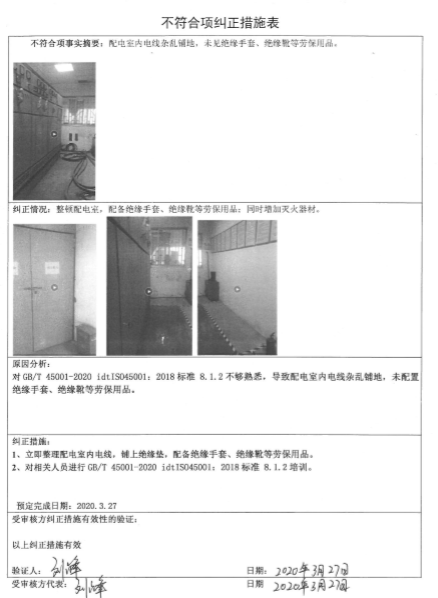 不符合项纠正措施表
不符合项事实摘要：配电室内电线杂乱铺地，未见绝缘手套、绝缘靴等劳保用品。
纠正情况：整顿配电室，配备绝缘手套、绝缘靴等劳保用品；同时增加灭火器材。
原因分析：
对 GB/T 45001-2020 idtISO45001：2018 标准 8.1.2 不够熟悉，导致配电室内电线杂乱铺地，未配置
绝缘手套、绝缘靴等劳保用品。
纠正措施：
1、立即整理配电室内电线，铺上绝缘垫，配备绝缘手套、绝缘靴等劳保用品。
2、对相关人员进行 GB/T 45001-2020 idtISO45001：2018 标准 8.1.2 培训。
预定完成日期：2020.3.27
受审核方纠正措施有效性的验证：
以上纠正措施有效
验证人：刘峰 日期：2020年3月27日
受审核方代表：刘峰 日期 2020年3月27日